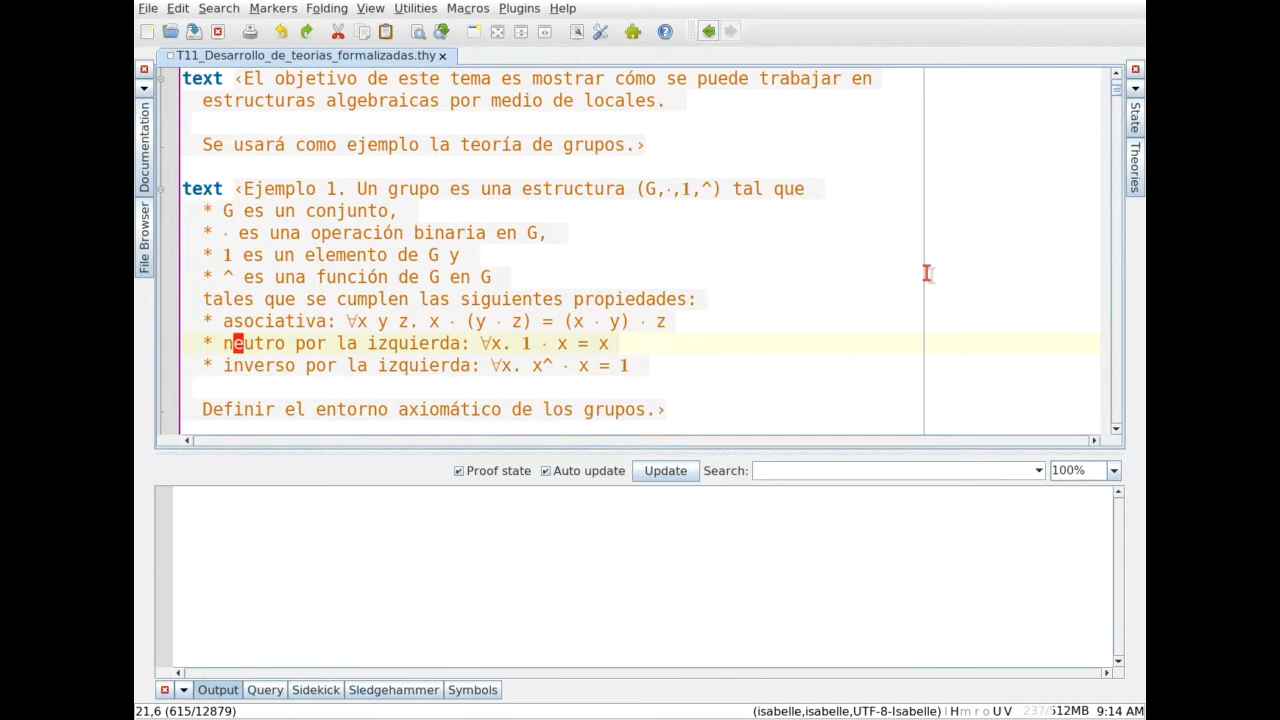 File Edit Search Markers Folding View Utilities Macros Plugins Help
T11_Desarrollo_de_teorias_formalizadas.thy
text ‹El objetivo de este tema es mostrar cómo se puede trabajar en
estructuras algebraicas por medio de locales.
Se usará como ejemplo la teoría de grupos.›
text ‹Ejemplo 1. Un grupo es una estructura (G,·,𝟭,^) tal que
* G es un conjunto,
* · es una operación binaria en G,
* 𝟭 es un elemento de G y
* ^ es una función de G en G
tales que se cumplen las siguientes propiedades:
* asociativa: ∀x y z. x · (y · z) = (x · y) · z
* neutro por la izquierda: ∀x. 𝟭 · x = x
* inverso por la izquierda: ∀x. x^ · x = 𝟭
Definir el entorno axiomático de los grupos.›
Documentation
File Browser
State
Theories
Proof state Auto update Update Search: 100%
Output Query Sidekick Sledgehammer Symbols
21,6 (615/12879) (isabelle,isabelle,UTF-8-Isabelle) H m r o U V 237/512MB 9:14 AM